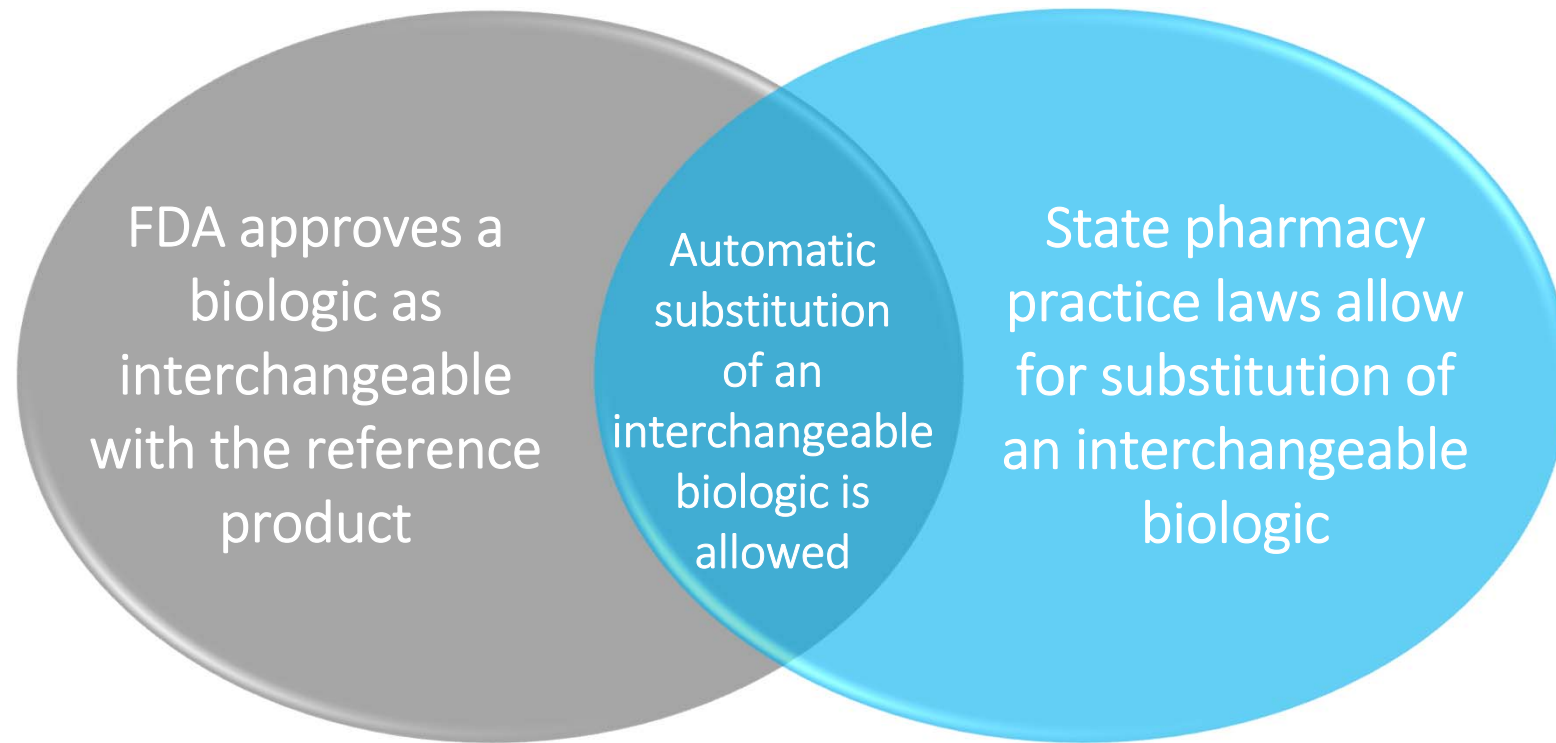 FDA approves a
biologic as
interchangeable
with the reference
product
Automatic
substitution
of an
interchangeable
biologic is
allowed
State pharmacy
practice laws allow
for substitution of
an interchangeable
biologic